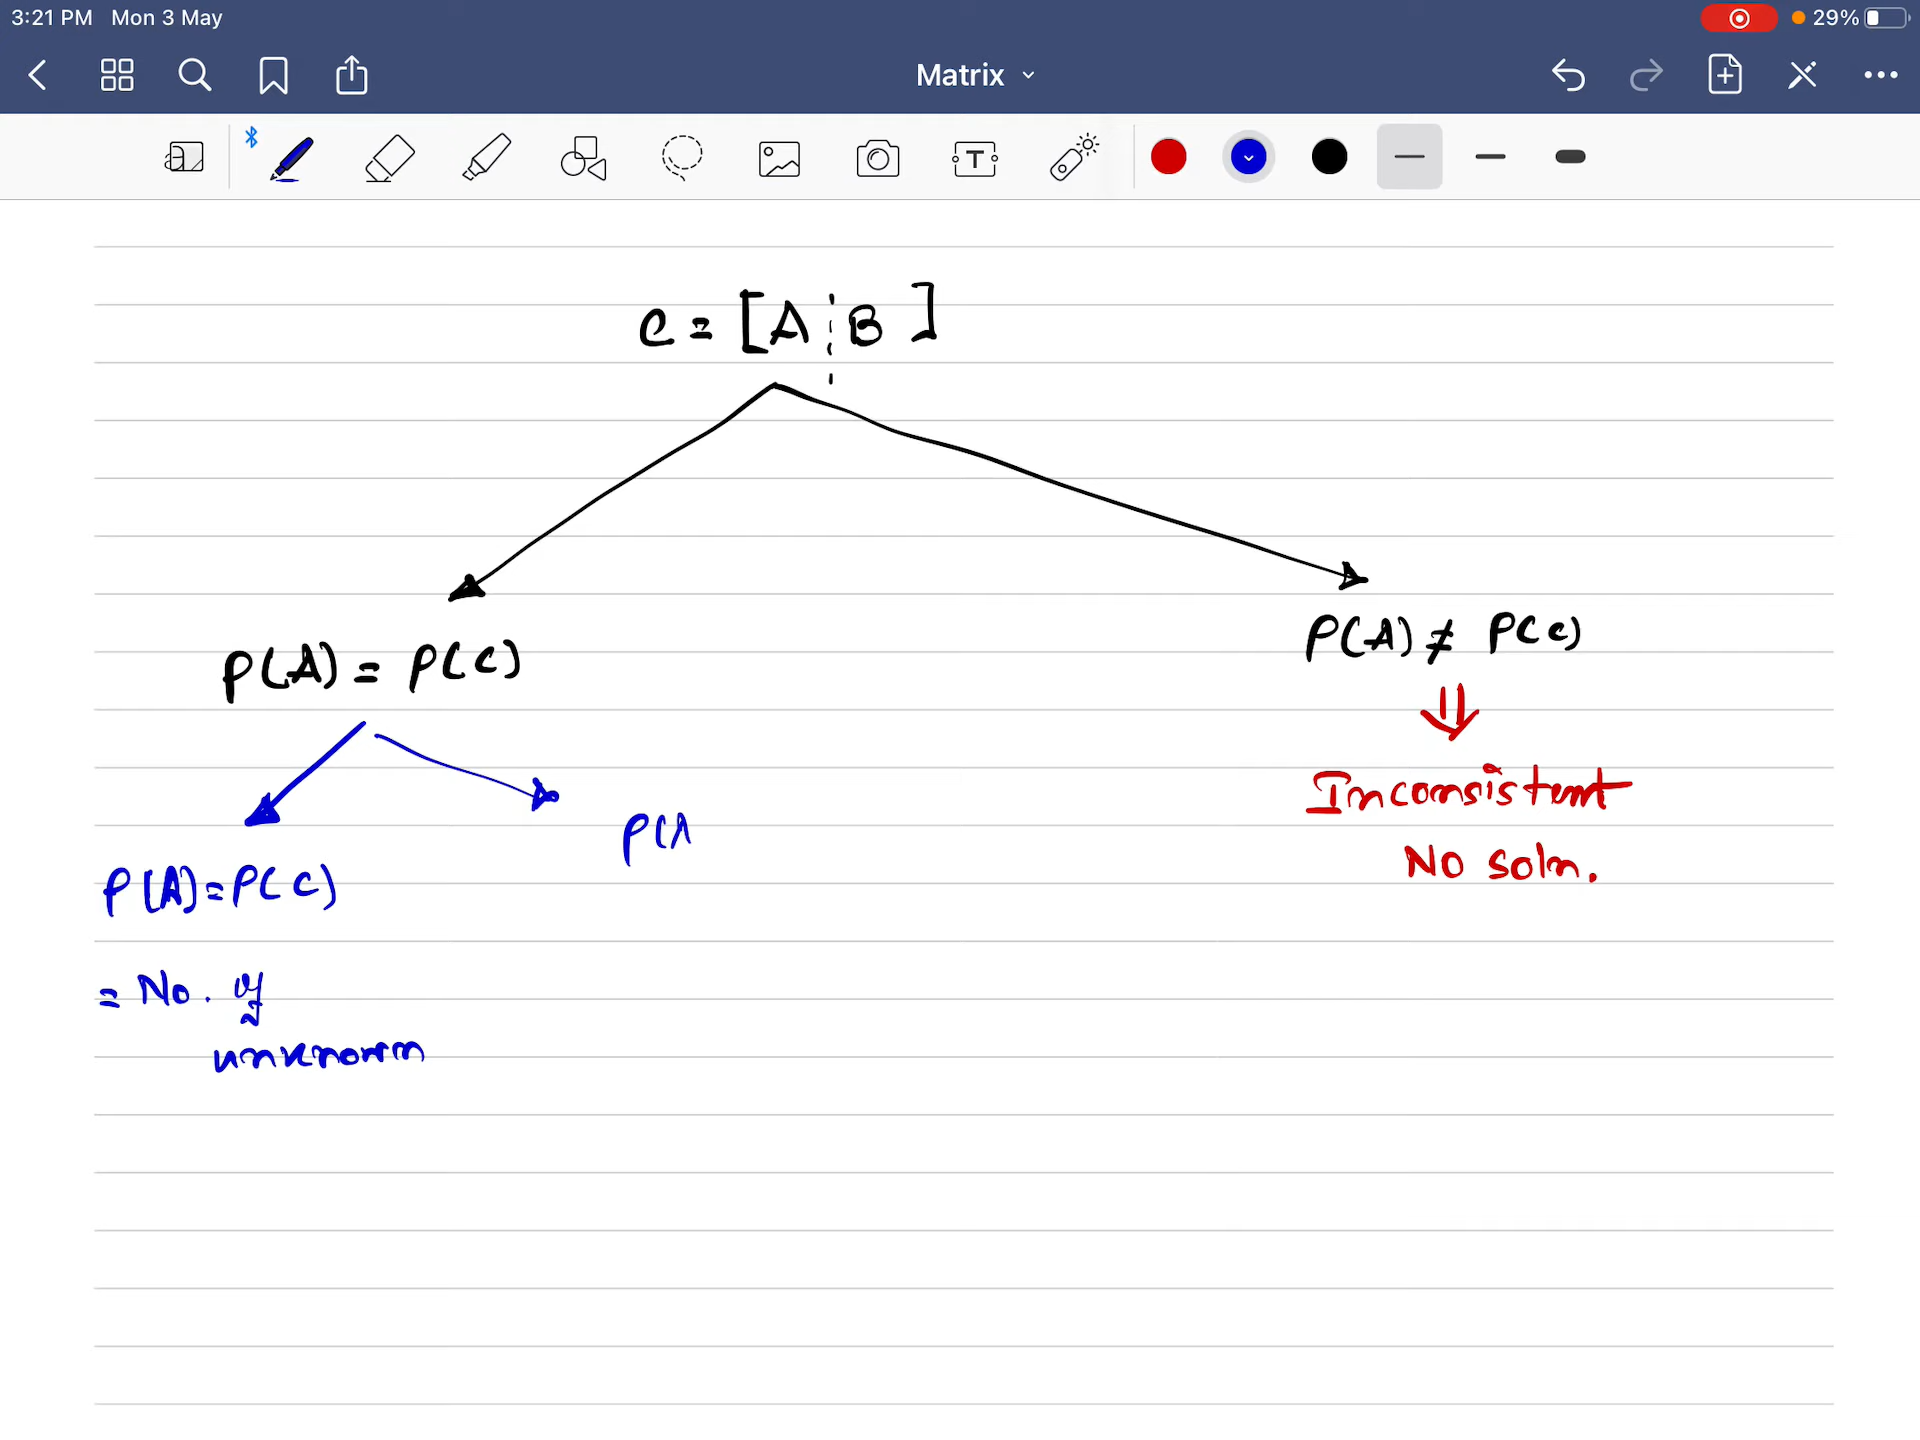 3:21 PM Mon 3 May
29%
Matrix
a
T
C = [A ¦ B ]
ρ(A) = ρ(C)
ρ(A) ≠ ρ(C)
⇓
Inconsistent
No soln.
ρ(A
ρ(A)=ρ(C)
= No. of
unknown